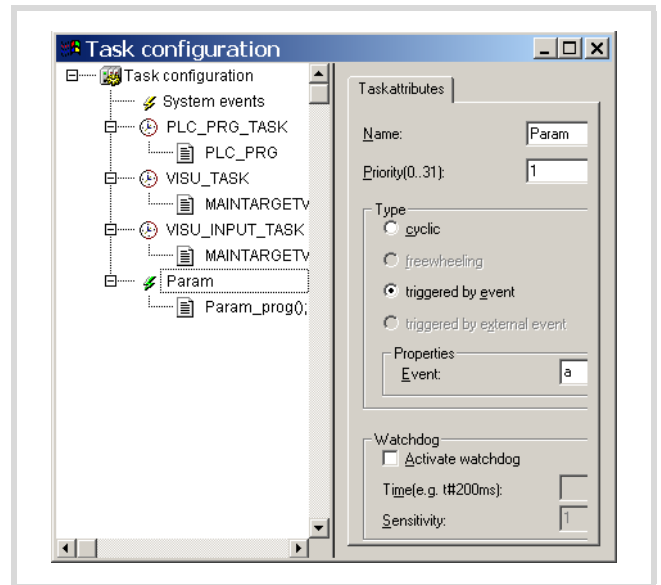 Task configuration
Task configuration
System events
PLC_PRG_TASK
PLC_PRG
VISU_TASK
MAINTARGETV
VISU_INPUT_TASK
MAINTARGETV
Param
Param_prog();
Taskattributes
Name: Param
Priority(0..31): 1
Type
cyclic
freewheeling
triggered by event
triggered by external event
Properties
Event: a
Watchdog
Activate watchdog
Time(e.g. t#200ms):
Sensitivity: 1